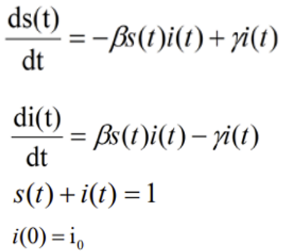 ds(t)/dt = −βs(t)i(t) + γi(t)
di(t)/dt = βs(t)i(t) − γi(t)
s(t) + i(t) = 1
i(0) = i₀